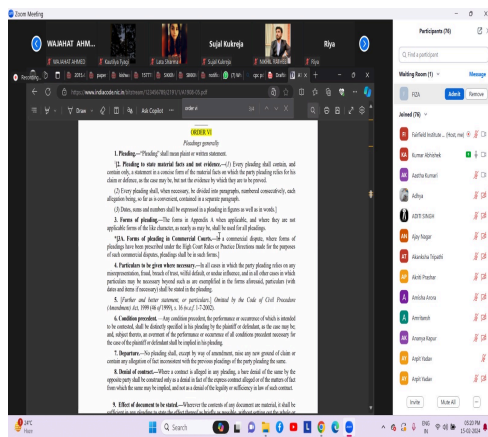 Zoom Meeting
WAJAHAT AHM...
Sujal Kukreja
Riya
WAJAHAT AHMED
Kautilya Tyagi
Lata Sharma
Sujal Kukreja
Riya
Recording...
https://www.indiacode.nic.in/bitstream/123456789/2191/1/A1908-05.pdf
Draw
Ask Copilot
order vi
ORDER VI
Pleadings generally
1. Pleading.—"Pleading" shall mean plaint or written statement.
[2. Pleading to state material facts and not evidence.—(1) Every pleading shall contain, and
contain only, a statement in a concise form of the material facts on which the party pleading relies for his
claim or defence, as the case may be, but not the evidence by which they are to be proved.
(2) Every pleading shall, when necessary, be divided into paragraphs, numbered consecutively, each
allegation being, so far as is convenient, contained in a separate paragraph.
(3) Dates, sums and numbers shall be expressed in a pleading in figures as well as in words.]
3. Forms of pleading.—The forms in Appendix A when applicable, and where they are not
applicable forms of the like character, as nearly as may be, shall be used for all pleadings.
[3A. Forms of pleading in Commercial Courts.—In a commercial dispute, where forms of
pleadings have been prescribed under the High Court Rules or Practice Directions made for the purposes
of such commercial disputes, pleadings shall be in such forms.]
4. Particulars to be given where necessary.—In all cases in which the party pleading relies on any
misrepresentation, fraud, breach of trust, wilful default, or undue influence, and in all other cases in which
particulars may be necessary beyond such as are exemplified in the forms aforesaid, particulars (with
dates and items if necessary) shall be stated in the pleading.
5. [Further and better statement, or particulars.] Omitted by the Code of Civil Procedure
(Amendment) Act, 1999 (46 of 1999), s. 16 (w.e.f. 1-7-2002).
6. Condition precedent.—Any condition precedent, the performance or occurrence of which is intended
to be contested, shall be distinctly specified in his pleading by the plaintiff or defendant, as the case may be;
and, subject thereto, an averment of the performance or occurrence of all conditions precedent necessary for
the case of the plaintiff or defendant shall be implied in his pleading.
7. Departure.—No pleading shall, except by way of amendment, raise any new ground of claim or
contain any allegation of fact inconsistent with the previous pleadings of the party pleading the same.
8. Denial of contract.—Where a contract is alleged in any pleading, a bare denial of the same by the
opposite party shall be construed only as a denial in fact of the express contract alleged or of the matters of fact
from which the same may be implied, and not as a denial of the legality or sufficiency in law of such contract.
9. Effect of document to be stated.—Wherever the contents of any document are material, it shall be
Participants (76)
Find a participant
Waiting Room (1)
Message
FIZA
Admit
Remove
Joined (76)
FI Fairfield Institute ... (Host, me)
KA Kumar Abhishek
AK Aastha Kumari
Adhya
ADITI SINGH
AN Ajay Nagar
AT Akanksha Tripathi
AP Akriti Prashar
A Amisha Arora
A Amritansh
AK Ananya Kapur
AY Arpit Yadav
AY Arpit Yadav
Invite
Mute All
24°C
Haze
Search
ENG
IN
05:20 PM
15-02-2024